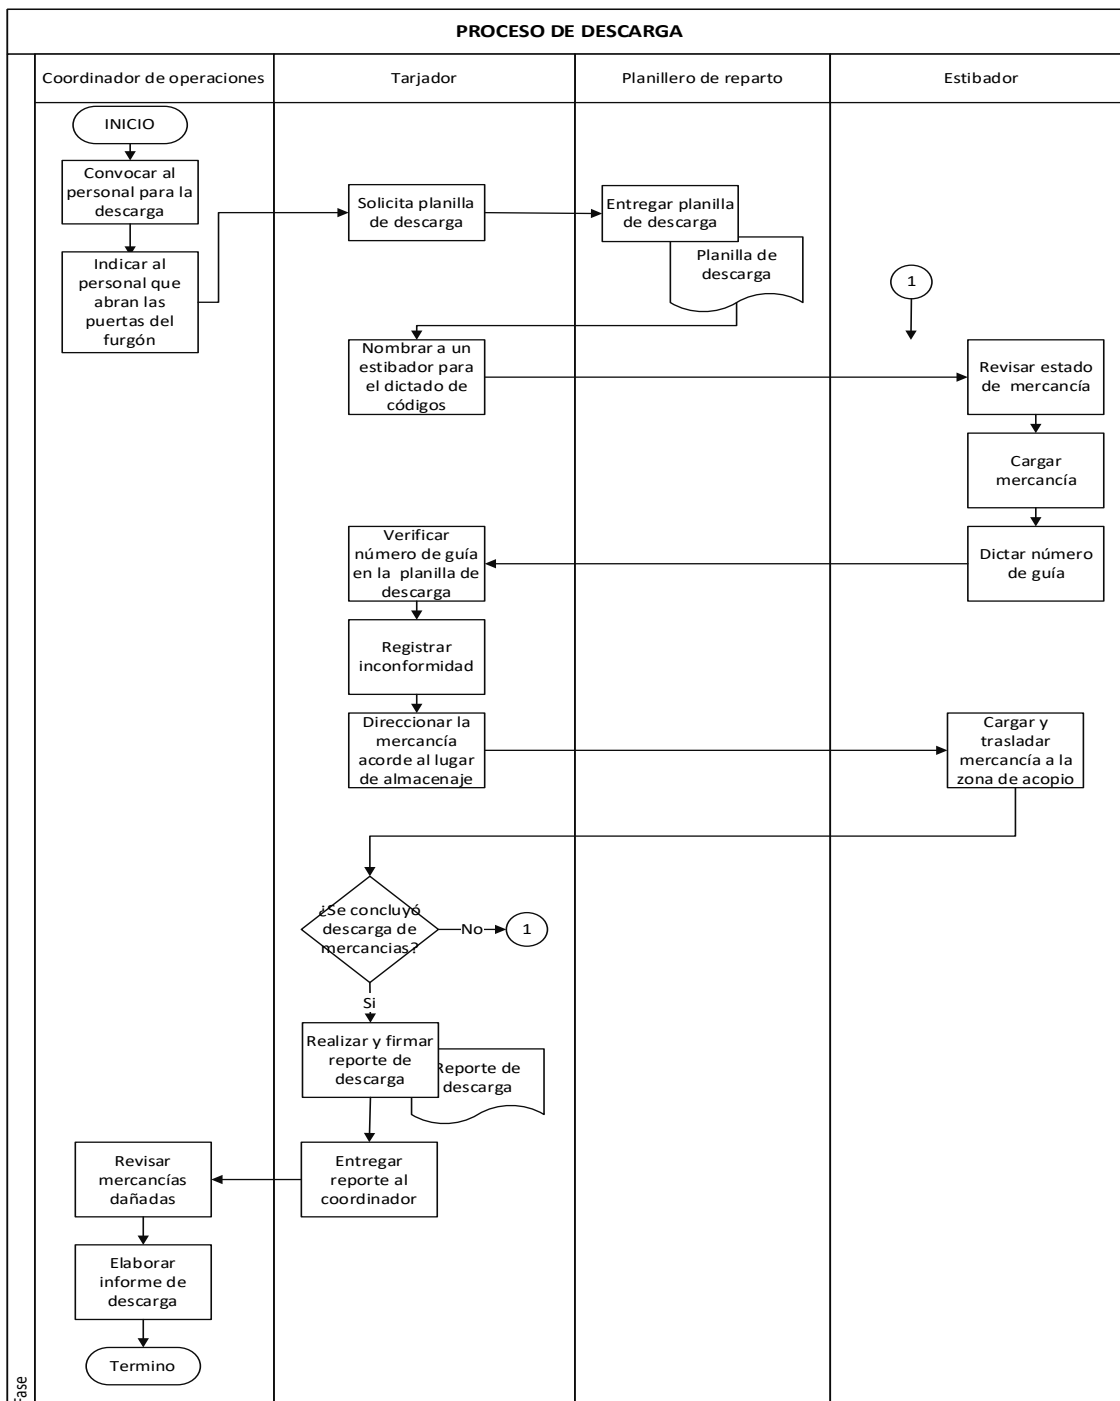 PROCESO DE DESCARGA
Coordinador de operaciones
Tarjador
Planillero de reparto
Estibador
INICIO
Convocar al
personal para la
descarga
Indicar al
personal que
abran las
puertas del
furgón
Solicita planilla
de descarga
Entregar planilla
de descarga
Planilla de
descarga
1
Nombrar a un
estibador para
el dictado de
códigos
Revisar estado
de mercancía
Cargar
mercancía
Dictar número
de guía
Verificar
número de guía
en la planilla de
descarga
Registrar
inconformidad
Direccionar la
mercancía
acorde al lugar
de almacenaje
Cargar y
trasladar
mercancía a la
zona de acopio
¿Se concluyó
descarga de
mercancias?
No
1
Si
Realizar y firmar
reporte de
descarga
Reporte de
descarga
Entregar
reporte al
coordinador
Revisar
mercancías
dañadas
Elaborar
informe de
descarga
Termino
Fase